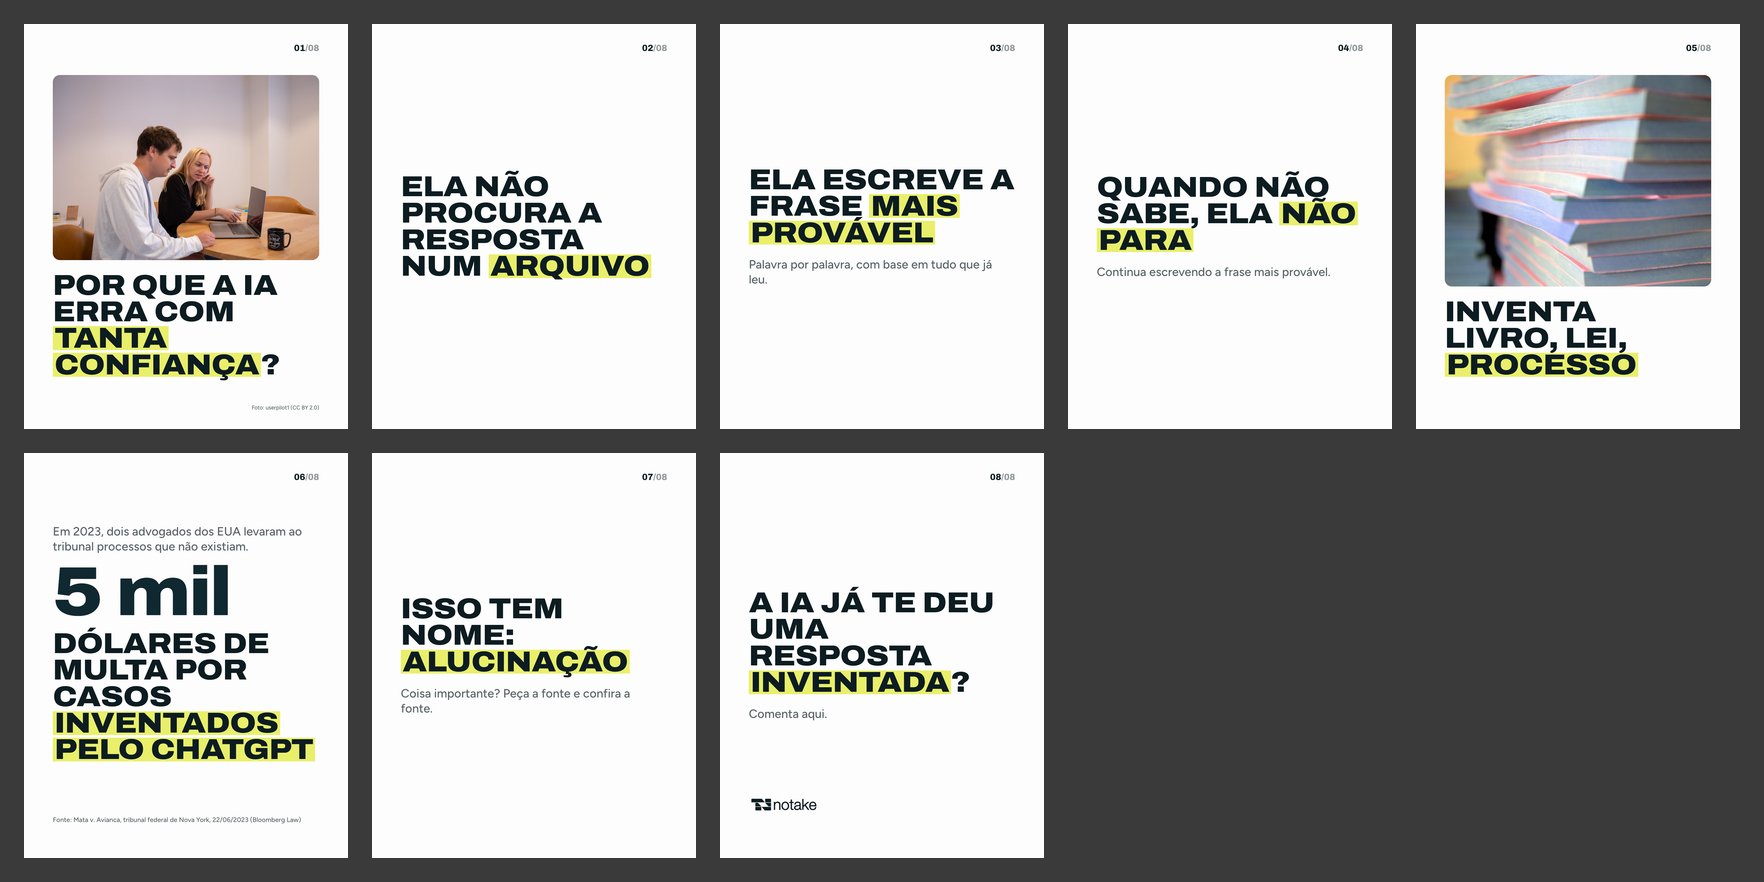 01/08
POR QUE A IA
ERRA COM
TANTA
CONFIANÇA?
Foto: userpilot1 (CC BY 2.0)
02/08
ELA NÃO
PROCURA A
RESPOSTA
NUM ARQUIVO
03/08
ELA ESCREVE A
FRASE MAIS
PROVÁVEL
Palavra por palavra, com base em tudo que já
leu.
04/08
QUANDO NÃO
SABE, ELA NÃO
PARA
Continua escrevendo a frase mais provável.
05/08
INVENTA
LIVRO, LEI,
PROCESSO
06/08
Em 2023, dois advogados dos EUA levaram ao
tribunal processos que não existiam.
5 mil
DÓLARES DE
MULTA POR
CASOS
INVENTADOS
PELO CHATGPT
Fonte: Mata v. Avianca, tribunal federal de Nova York, 22/06/2023 (Bloomberg Law)
07/08
ISSO TEM
NOME:
ALUCINAÇÃO
Coisa importante? Peça a fonte e confira a
fonte.
08/08
A IA JÁ TE DEU
UMA
RESPOSTA
INVENTADA?
Comenta aqui.
notake